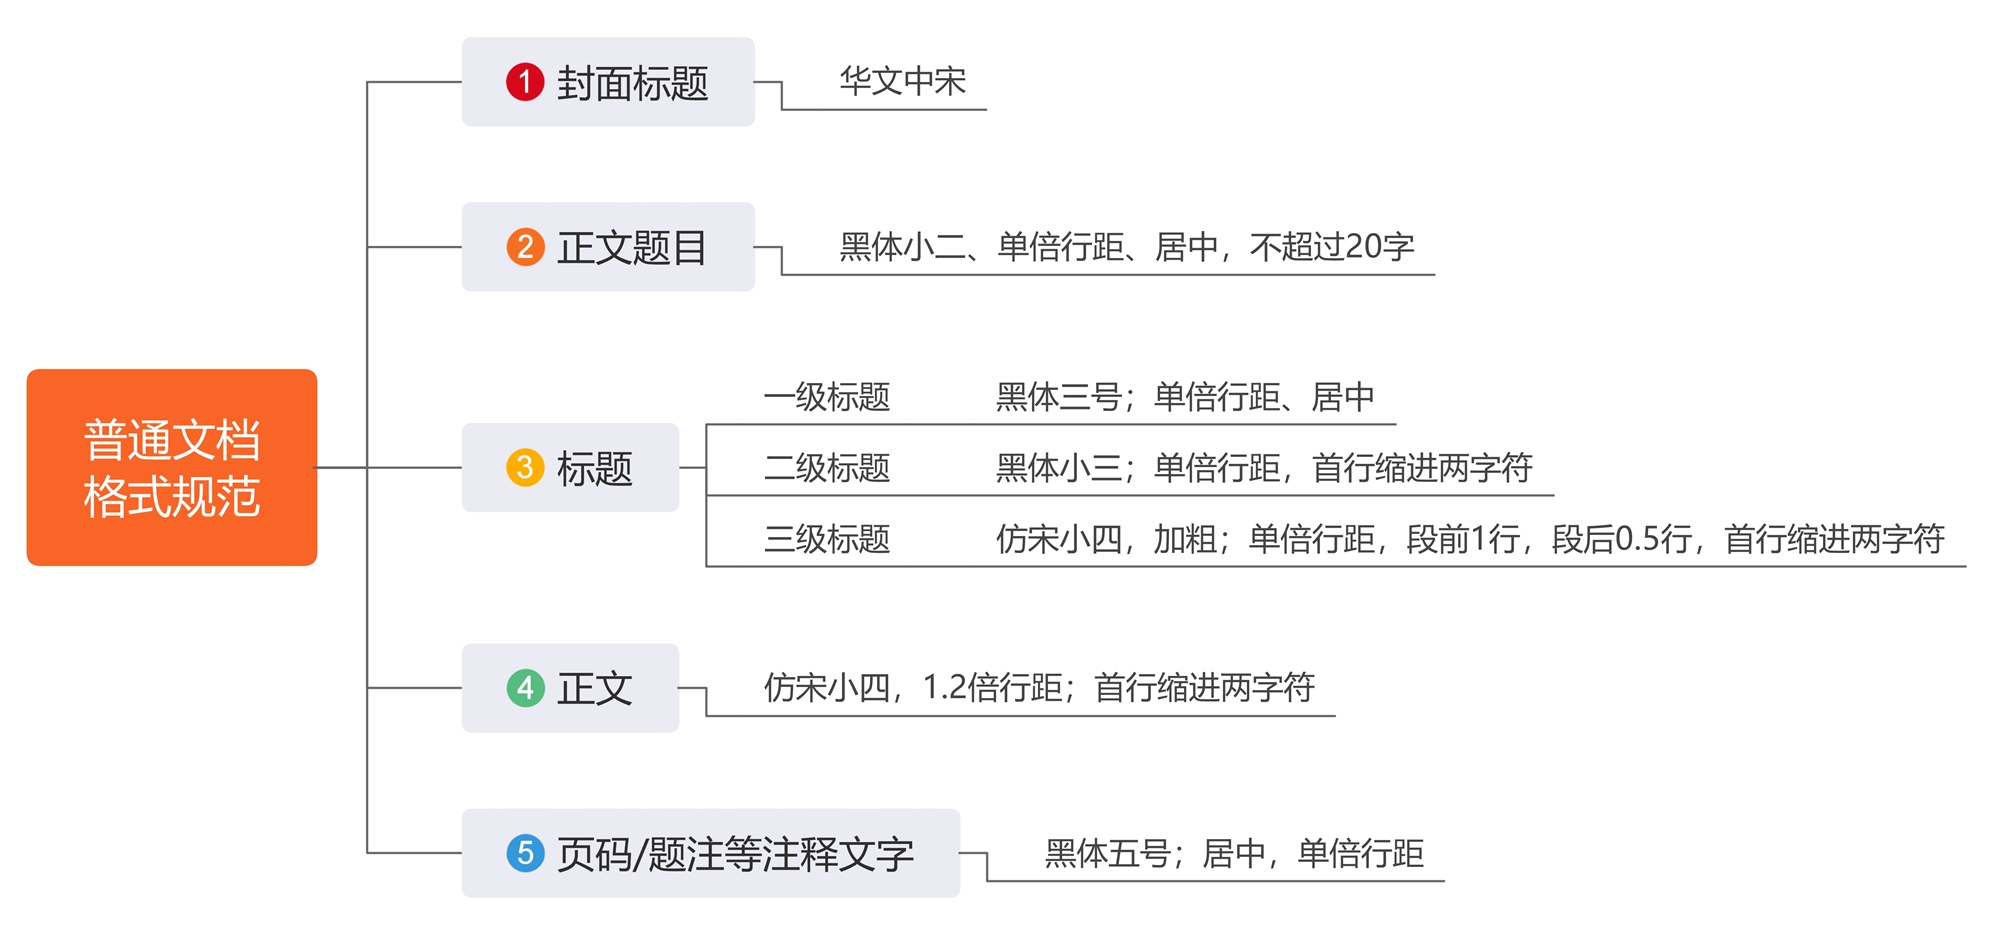 普通文档
格式规范
1 封面标题
华文中宋
2 正文题目
黑体小二、单倍行距、居中，不超过20字
3 标题
一级标题 黑体三号；单倍行距、居中
二级标题 黑体小三；单倍行距，首行缩进两字符
三级标题 仿宋小四，加粗；单倍行距，段前1行，段后0.5行，首行缩进两字符
4 正文
仿宋小四，1.2倍行距；首行缩进两字符
5 页码/题注等注释文字
黑体五号；居中，单倍行距